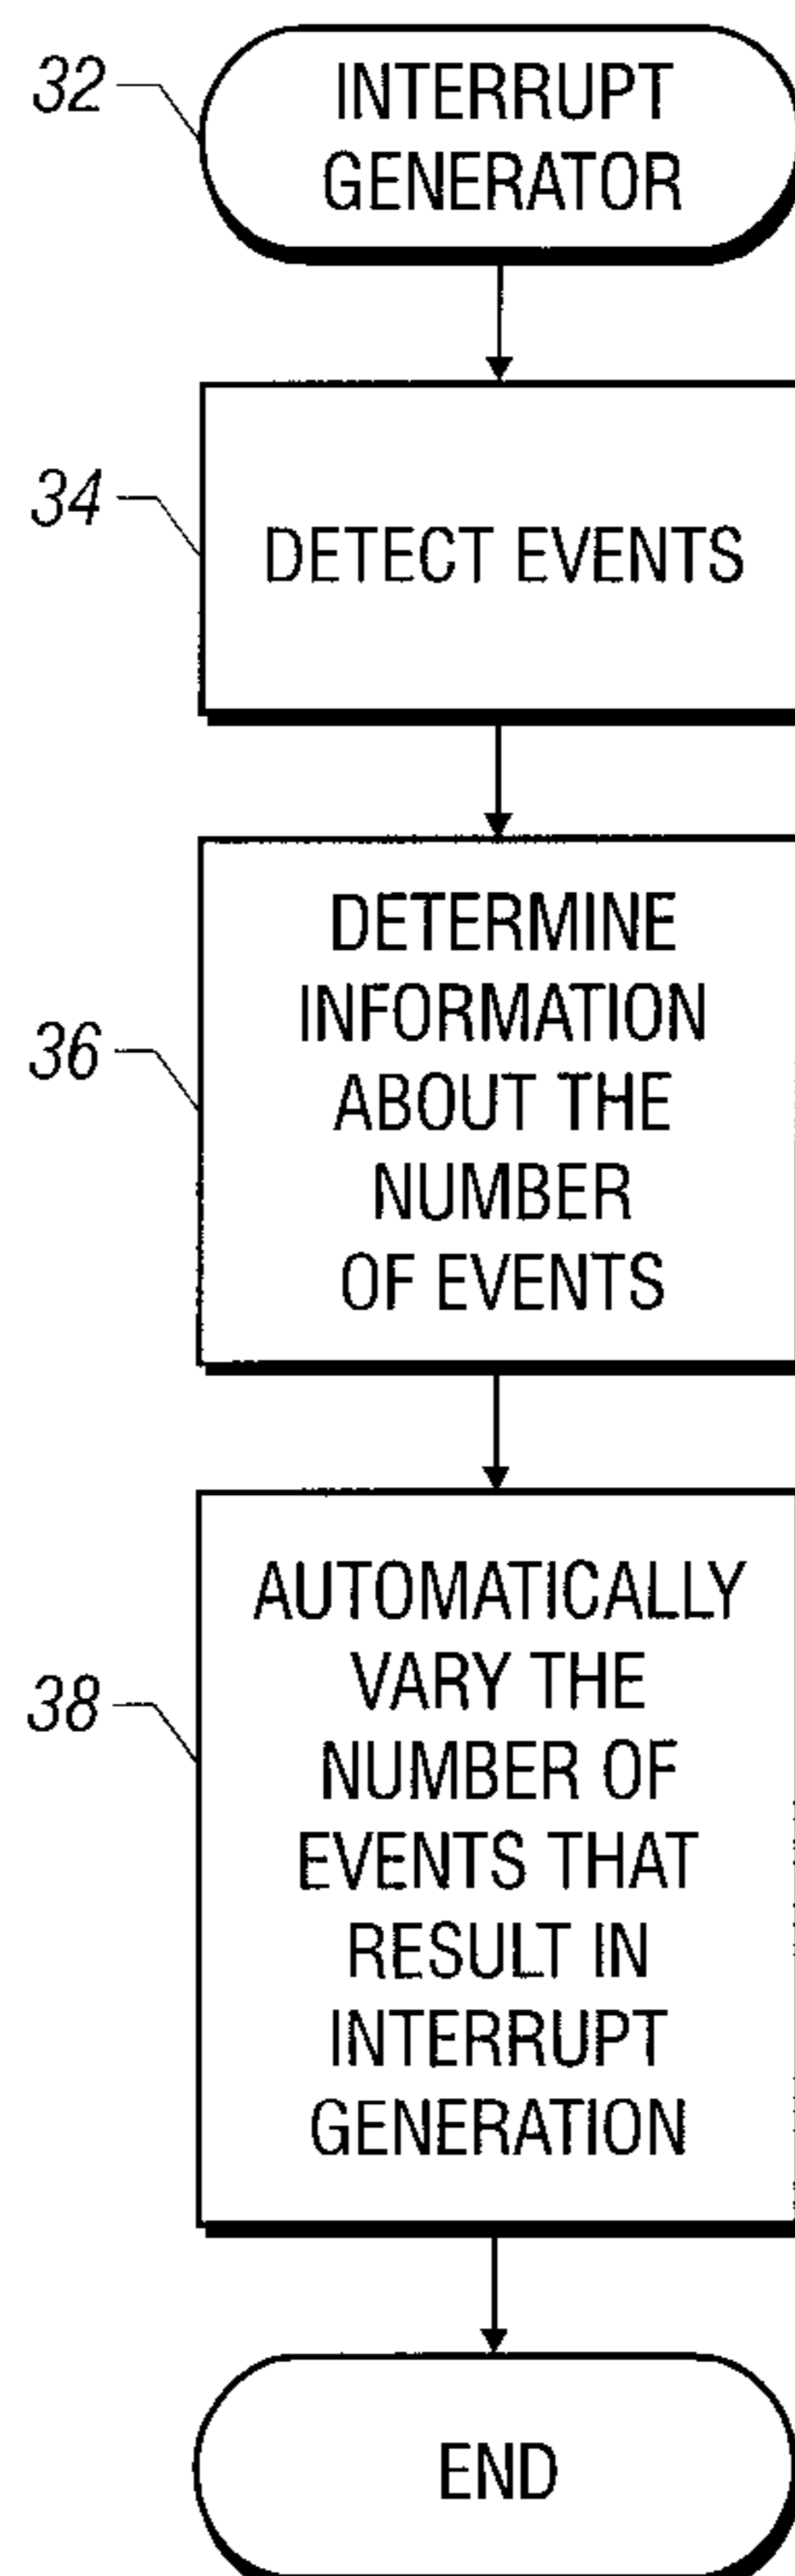 32
INTERRUPT
GENERATOR
34
DETECT EVENTS
36
DETERMINE
INFORMATION
ABOUT THE
NUMBER
OF EVENTS
38
AUTOMATICALLY
VARY THE
NUMBER OF
EVENTS THAT
RESULT IN
INTERRUPT
GENERATION
END